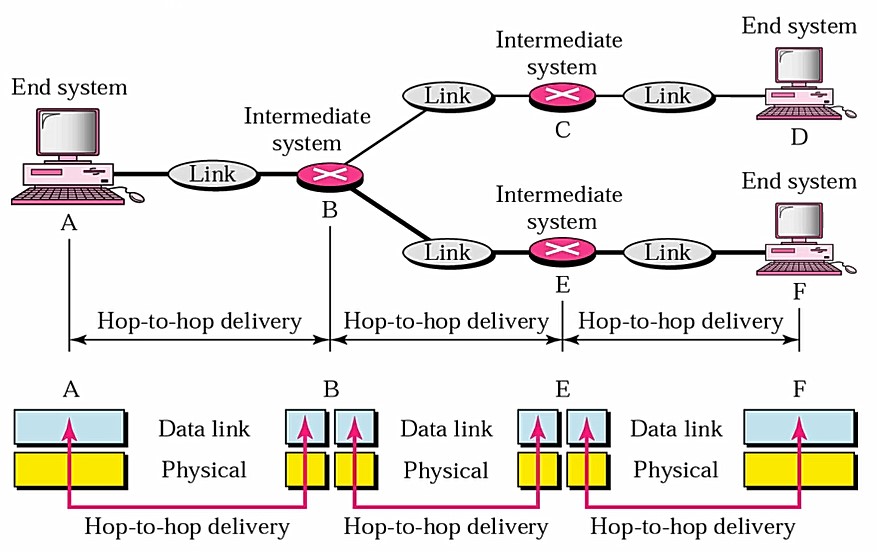 End system
Intermediate
system
End system
Link
Link
C
D
Intermediate
system
Link
A
B
Intermediate
system
End system
Link
Link
E
F
Hop-to-hop delivery
Hop-to-hop delivery
Hop-to-hop delivery
A
B
E
F
Data link
Data link
Data link
Physical
Physical
Physical
Hop-to-hop delivery
Hop-to-hop delivery
Hop-to-hop delivery